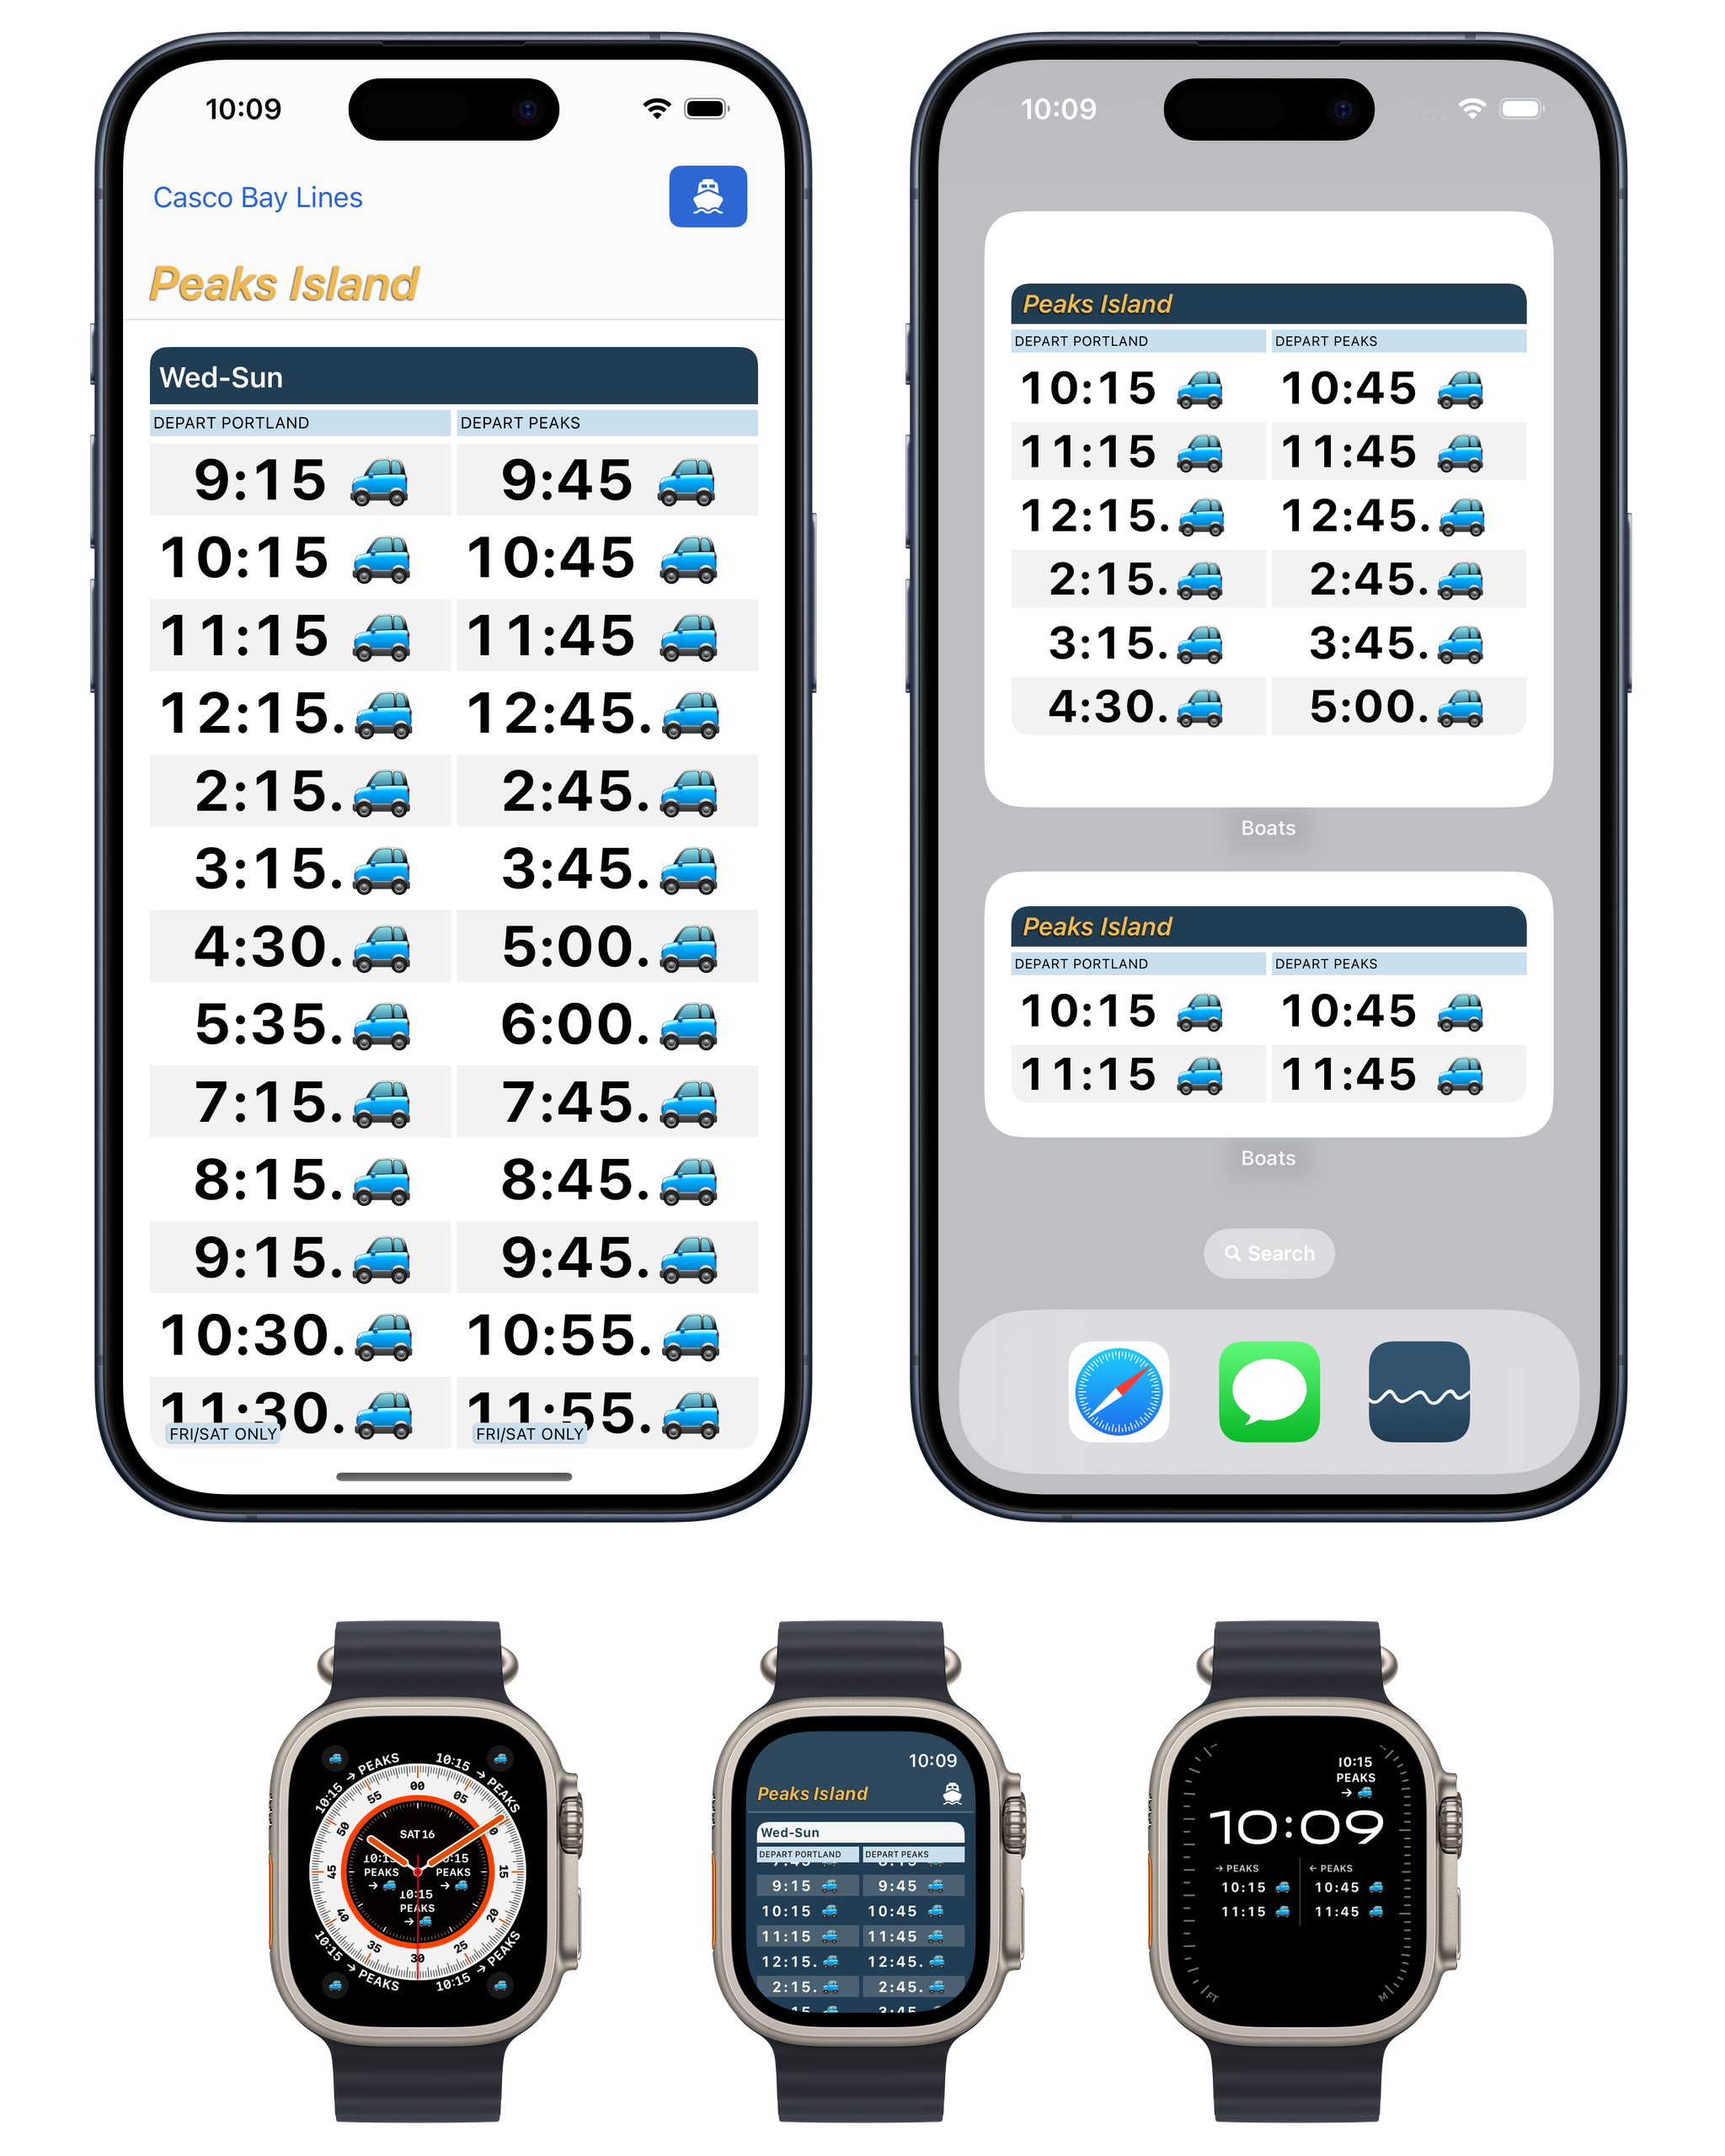 10:09
Casco Bay Lines
Peaks Island
Wed-Sun
DEPART PORTLAND DEPART PEAKS
9:15 9:45
10:15 10:45
11:15 11:45
12:15. 12:45.
2:15. 2:45.
3:15. 3:45.
4:30. 5:00.
5:35. 6:00.
7:15. 7:45.
8:15. 8:45.
9:15. 9:45.
10:30. 10:55.
11:30. 11:55.
FRI/SAT ONLY FRI/SAT ONLY
10:09
Peaks Island
DEPART PORTLAND DEPART PEAKS
10:15 10:45
11:15 11:45
12:15. 12:45.
2:15. 2:45.
3:15. 3:45.
4:30. 5:00.
Boats
Peaks Island
DEPART PORTLAND DEPART PEAKS
10:15 10:45
11:15 11:45
Boats
Search
10:15 → PEAKS
10:15 → PEAKS
00
05
10
15
20
25
30
35
40
45
50
55
SAT 16
10:15 10:15
PEAKS PEAKS
→ →
10:15
PEAKS
→
10:15 → PEAKS
10:15 → PEAKS
10:09
Peaks Island
Wed-Sun
DEPART PORTLAND DEPART PEAKS
7:45 8:15
9:15 9:45
10:15 10:45
11:15 11:45
12:15. 12:45.
2:15. 2:45.
3:45.
10:15
PEAKS
→
10:09
→ PEAKS ← PEAKS
10:15 10:45
11:15 11:45
FT M